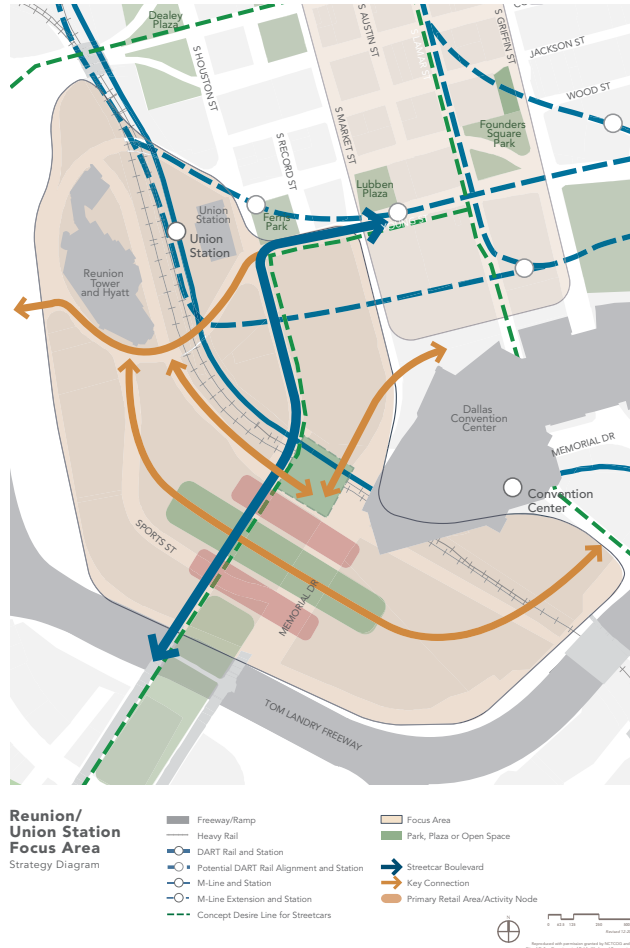 Dealey
Plaza
S HOUSTON ST
S AUSTIN ST
S GRIFFIN ST
JACKSON ST
WOOD ST
S RECORD ST
S MARKET ST
Founders
Square
Park
Lubben
Plaza
Union
Station
Ferris
Park
Union
Station
Reunion
Tower
and Hyatt
Dallas
Convention
Center
MEMORIAL DR
Convention
Center
SPORTS ST
MEMORIAL DR
TOM LANDRY FREEWAY
Reunion/
Union Station
Focus Area
Strategy Diagram
Freeway/Ramp
Heavy Rail
DART Rail and Station
Potential DART Rail Alignment and Station
M-Line and Station
M-Line Extension and Station
Concept Desire Line for Streetcars
Focus Area
Park, Plaza or Open Space
Streetcar Boulevard
Key Connection
Primary Retail Area/Activity Node
N